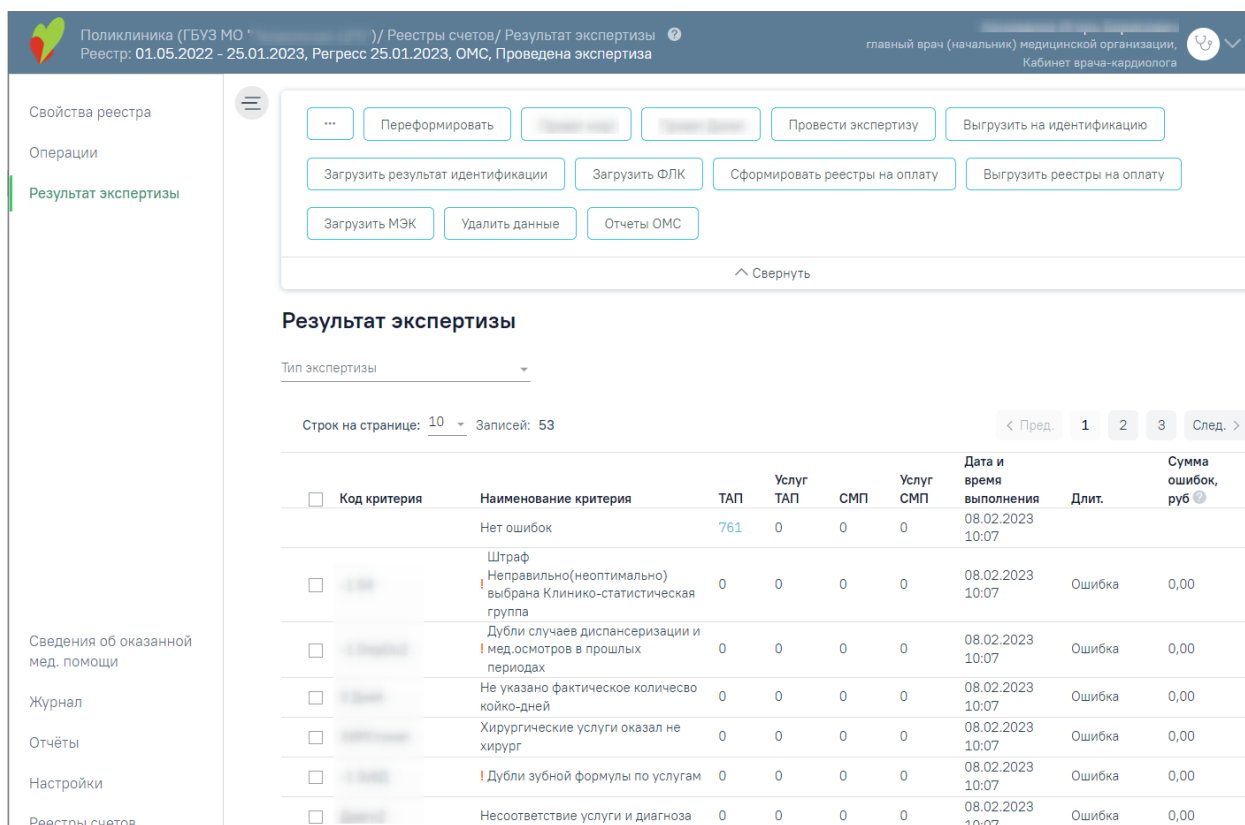 Поликлиника (ГБУЗ МО " )/ Реестры счетов/ Результат экспертизы ?
Реестр: 01.05.2022 - 25.01.2023, Регресс 25.01.2023, ОМС, Проведена экспертиза
главный врач (начальник) медицинской организации,
Кабинет врача-кардиолога
Свойства реестра
Операции
Результат экспертизы
Сведения об оказанной
мед. помощи
Журнал
Отчёты
Настройки
Реестры счетов
... Переформировать Провести экспертизу Выгрузить на идентификацию
Загрузить результат идентификации Загрузить ФЛК Сформировать реестры на оплату Выгрузить реестры на оплату
Загрузить МЭК Удалить данные Отчеты ОМС
Свернуть
Результат экспертизы
Тип экспертизы
Строк на странице: 10 Записей: 53 < Пред. 1 2 3 След. >
Код критерия Наименование критерия ТАП Услуг ТАП СМП Услуг СМП Дата и время выполнения Длит. Сумма ошибок, руб ?
Нет ошибок 761 0 0 0 08.02.2023 10:07
! Штраф Неправильно(неоптимально) выбрана Клинико-статистическая группа 0 0 0 0 08.02.2023 10:07 Ошибка 0,00
! Дубли случаев диспансеризации и мед.осмотров в прошлых периодах 0 0 0 0 08.02.2023 10:07 Ошибка 0,00
Не указано фактическое количесво койко-дней 0 0 0 0 08.02.2023 10:07 Ошибка 0,00
Хирургические услуги оказал не хирург 0 0 0 0 08.02.2023 10:07 Ошибка 0,00
! Дубли зубной формулы по услугам 0 0 0 0 08.02.2023 10:07 Ошибка 0,00
Несоответствие услуги и диагноза 0 0 0 0 08.02.2023 10:07 Ошибка 0,00